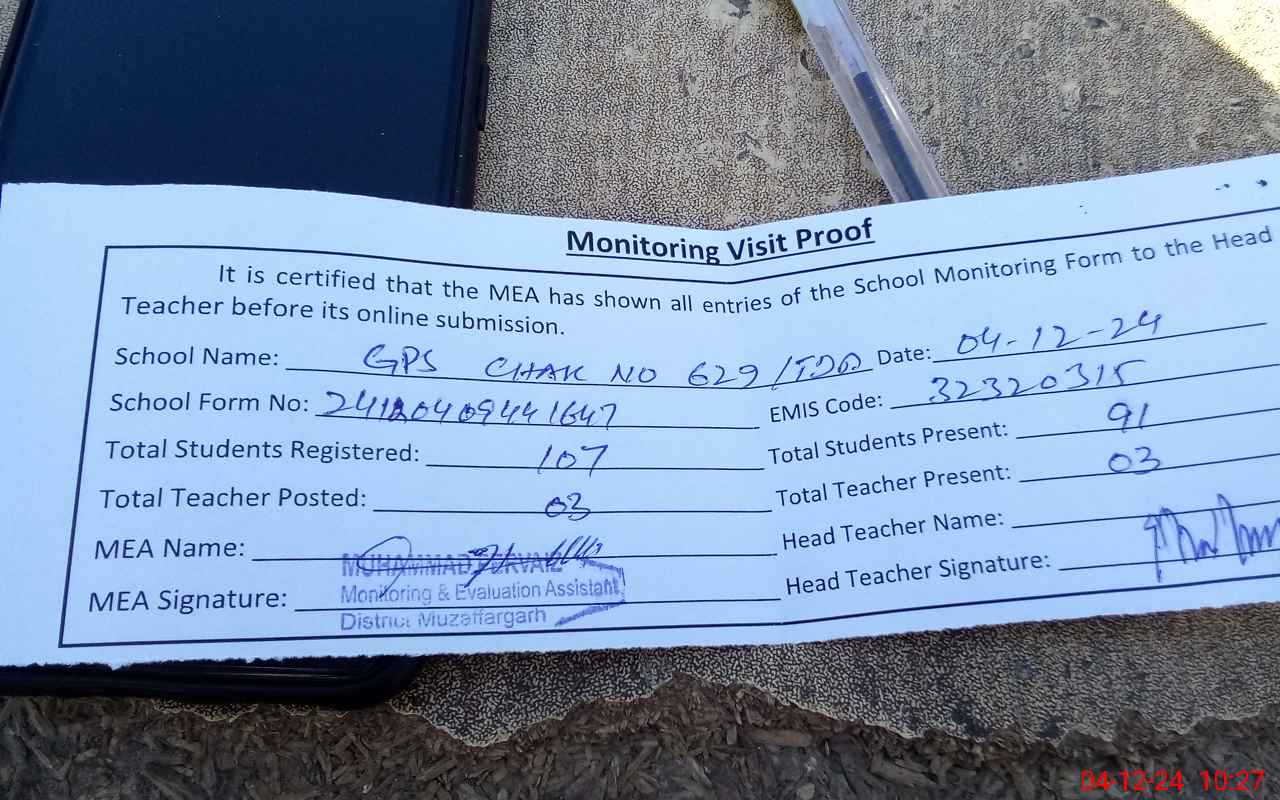 Monitoring Visit Proof
It is certified that the MEA has shown all entries of the School Monitoring Form to the Head
Teacher before its online submission.
School Name: GPS CHAK NO 629/TDA Date: 04-12-24
School Form No: 24120409441647 EMIS Code: 32320315
Total Students Registered: 107 Total Students Present: 91
Total Teacher Posted: 03 Total Teacher Present: 03
MEA Name: Head Teacher Name:
MUHAMMAD PERVAIZ
MEA Signature: Head Teacher Signature:
Monitoring & Evaluation Assistant
District Muzaffargarh
04-12-24 10:27